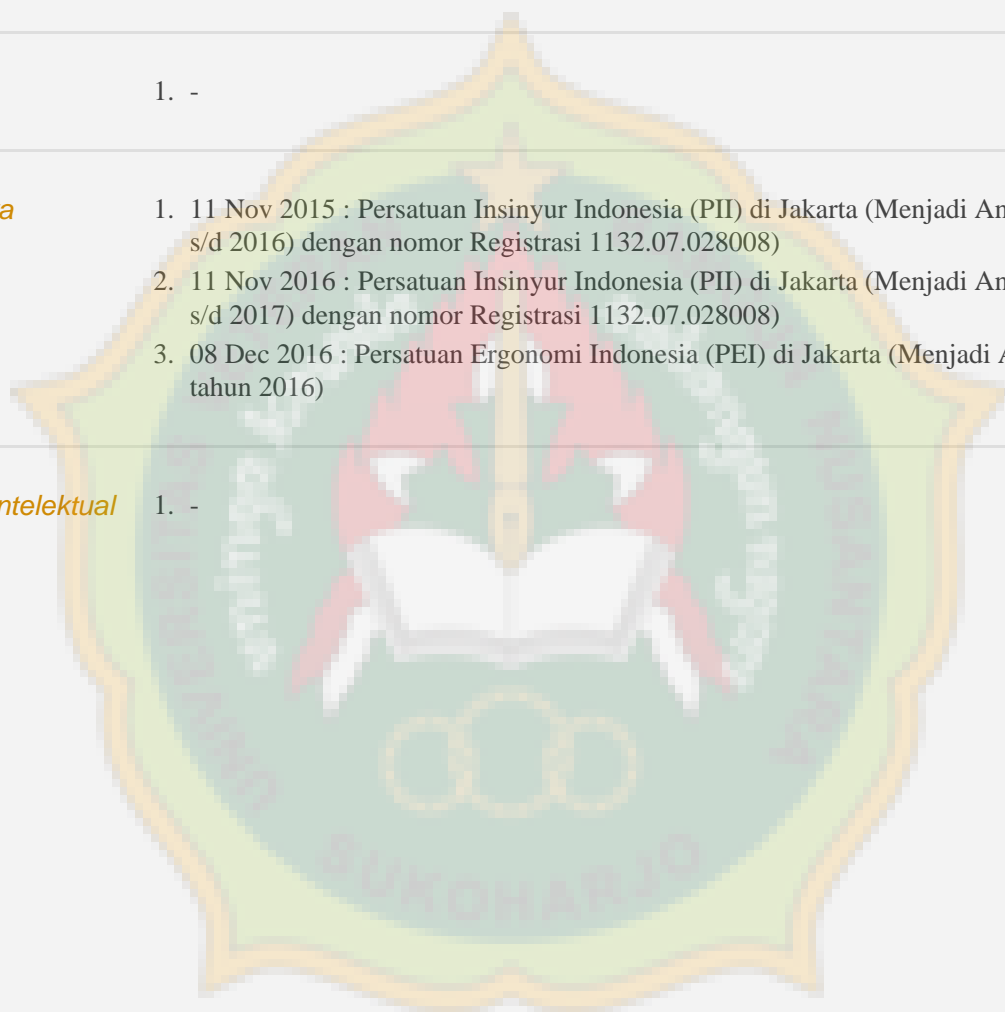 1. -
a
1. 11 Nov 2015 : Persatuan Insinyur Indonesia (PII) di Jakarta (Menjadi An
s/d 2016) dengan nomor Registrasi 1132.07.028008)
2. 11 Nov 2016 : Persatuan Insinyur Indonesia (PII) di Jakarta (Menjadi An
s/d 2017) dengan nomor Registrasi 1132.07.028008)
3. 08 Dec 2016 : Persatuan Ergonomi Indonesia (PEI) di Jakarta (Menjadi A
tahun 2016)
ntelektual 1. -
UNIVERSITAS
NUSANTARA
SUKOHARJO